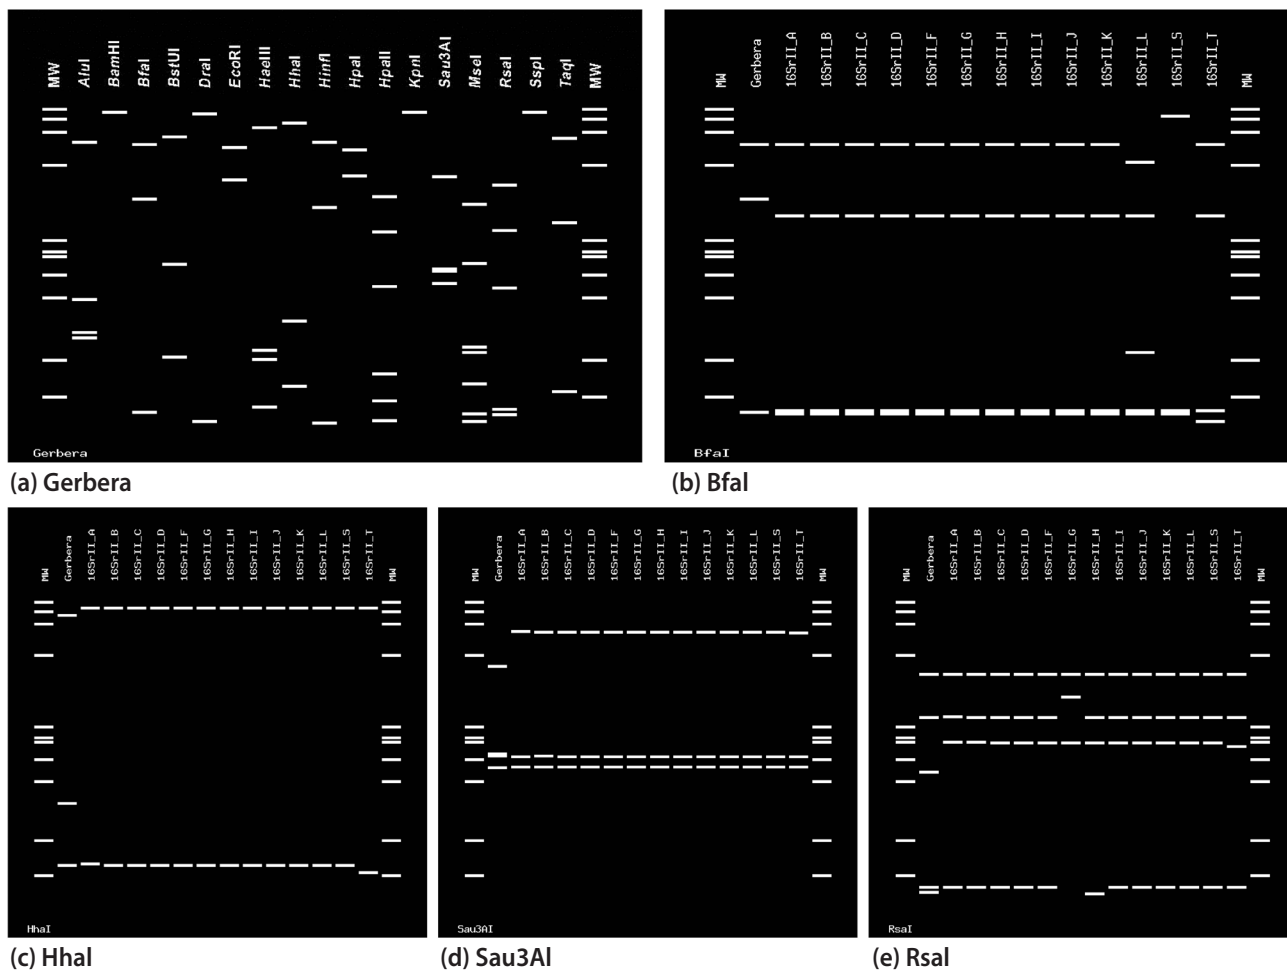 MW AluI BamHI BfaI BstUI DraI EcoRI HaeIII HhaI HinfI HpaI HpaII KpnI Sau3AI MseI RsaI SspI TaqI MW
Gerbera
(a) Gerbera
MW Gerbera 16SrII_A 16SrII_B 16SrII_C 16SrII_D 16SrII_F 16SrII_G 16SrII_H 16SrII_I 16SrII_J 16SrII_K 16SrII_L 16SrII_S 16SrII_T MW
BfaI
(b) BfaI
MW Gerbera 16SrII_A 16SrII_B 16SrII_C 16SrII_D 16SrII_F 16SrII_G 16SrII_H 16SrII_I 16SrII_J 16SrII_K 16SrII_L 16SrII_S 16SrII_T MW
HhaI
(c) HhaI
MW Gerbera 16SrII_A 16SrII_B 16SrII_C 16SrII_D 16SrII_F 16SrII_G 16SrII_H 16SrII_I 16SrII_J 16SrII_K 16SrII_L 16SrII_S 16SrII_T MW
Sau3AI
(d) Sau3Al
MW Gerbera 16SrII_A 16SrII_B 16SrII_C 16SrII_D 16SrII_F 16SrII_G 16SrII_H 16SrII_I 16SrII_J 16SrII_K 16SrII_L 16SrII_S 16SrII_T MW
RsaI
(e) RsaI